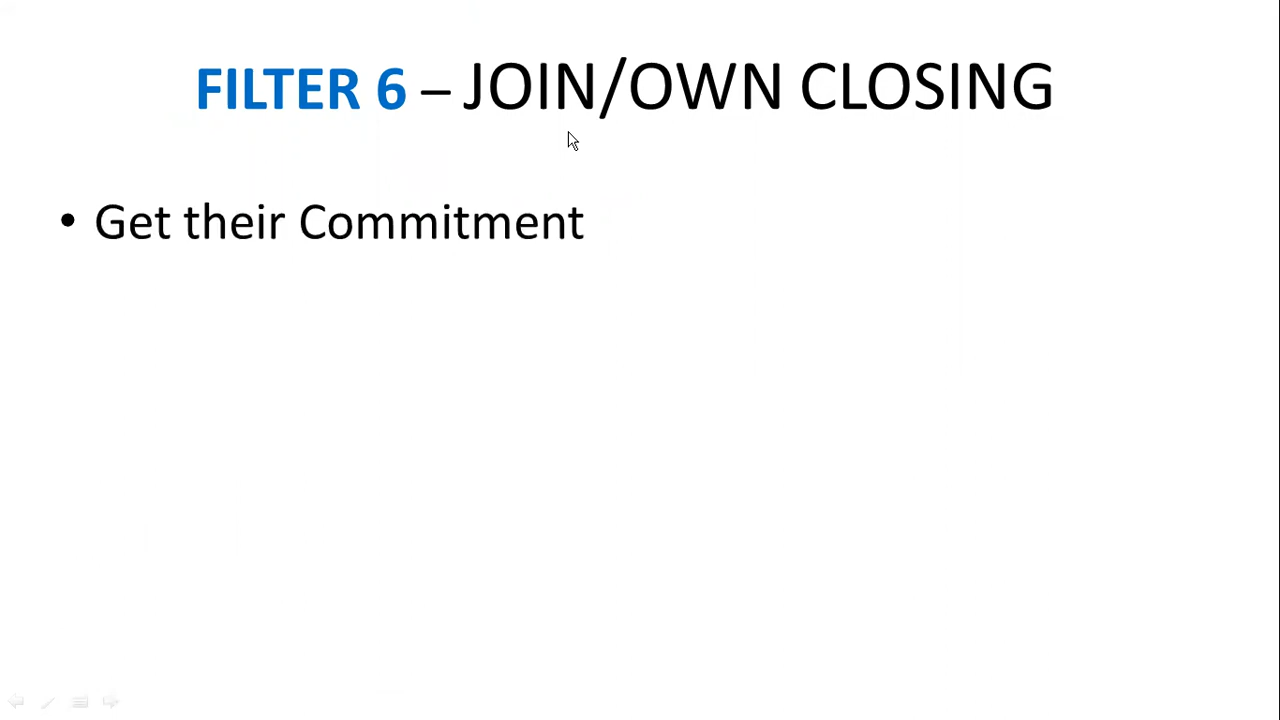 FILTER 6 – JOIN/OWN CLOSING
• Get their Commitment